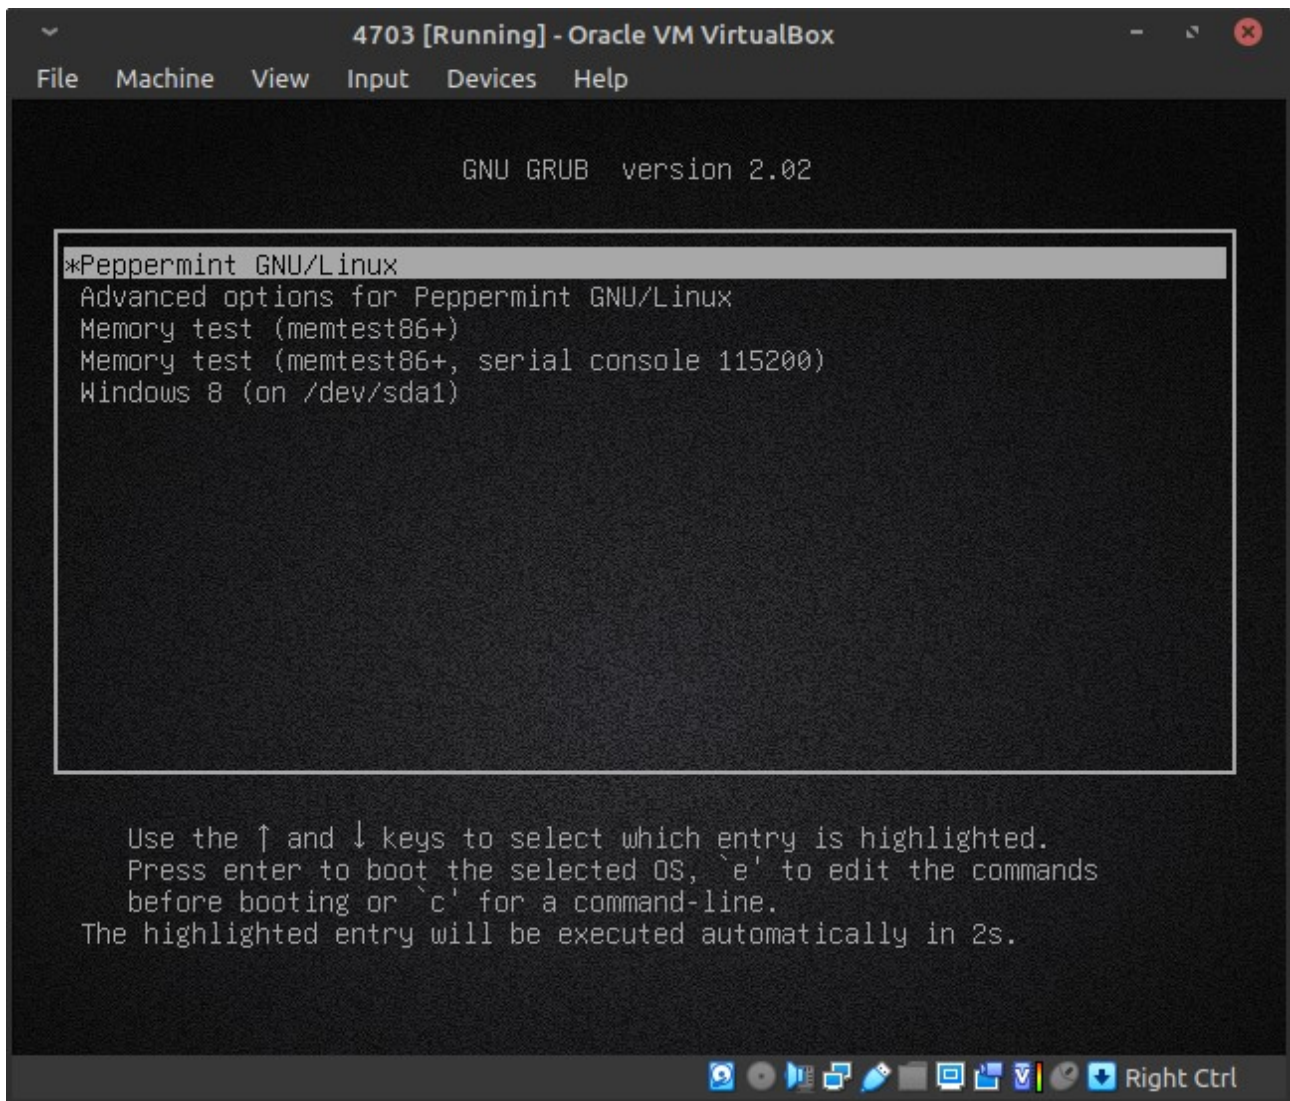 4703 [Running] - Oracle VM VirtualBox
File Machine View Input Devices Help
GNU GRUB version 2.02
*Peppermint GNU/Linux
Advanced options for Peppermint GNU/Linux
Memory test (memtest86+)
Memory test (memtest86+, serial console 115200)
Windows 8 (on /dev/sda1)
Use the ↑ and ↓ keys to select which entry is highlighted.
Press enter to boot the selected OS, `e' to edit the commands
before booting or `c' for a command-line.
The highlighted entry will be executed automatically in 2s.
Right Ctrl